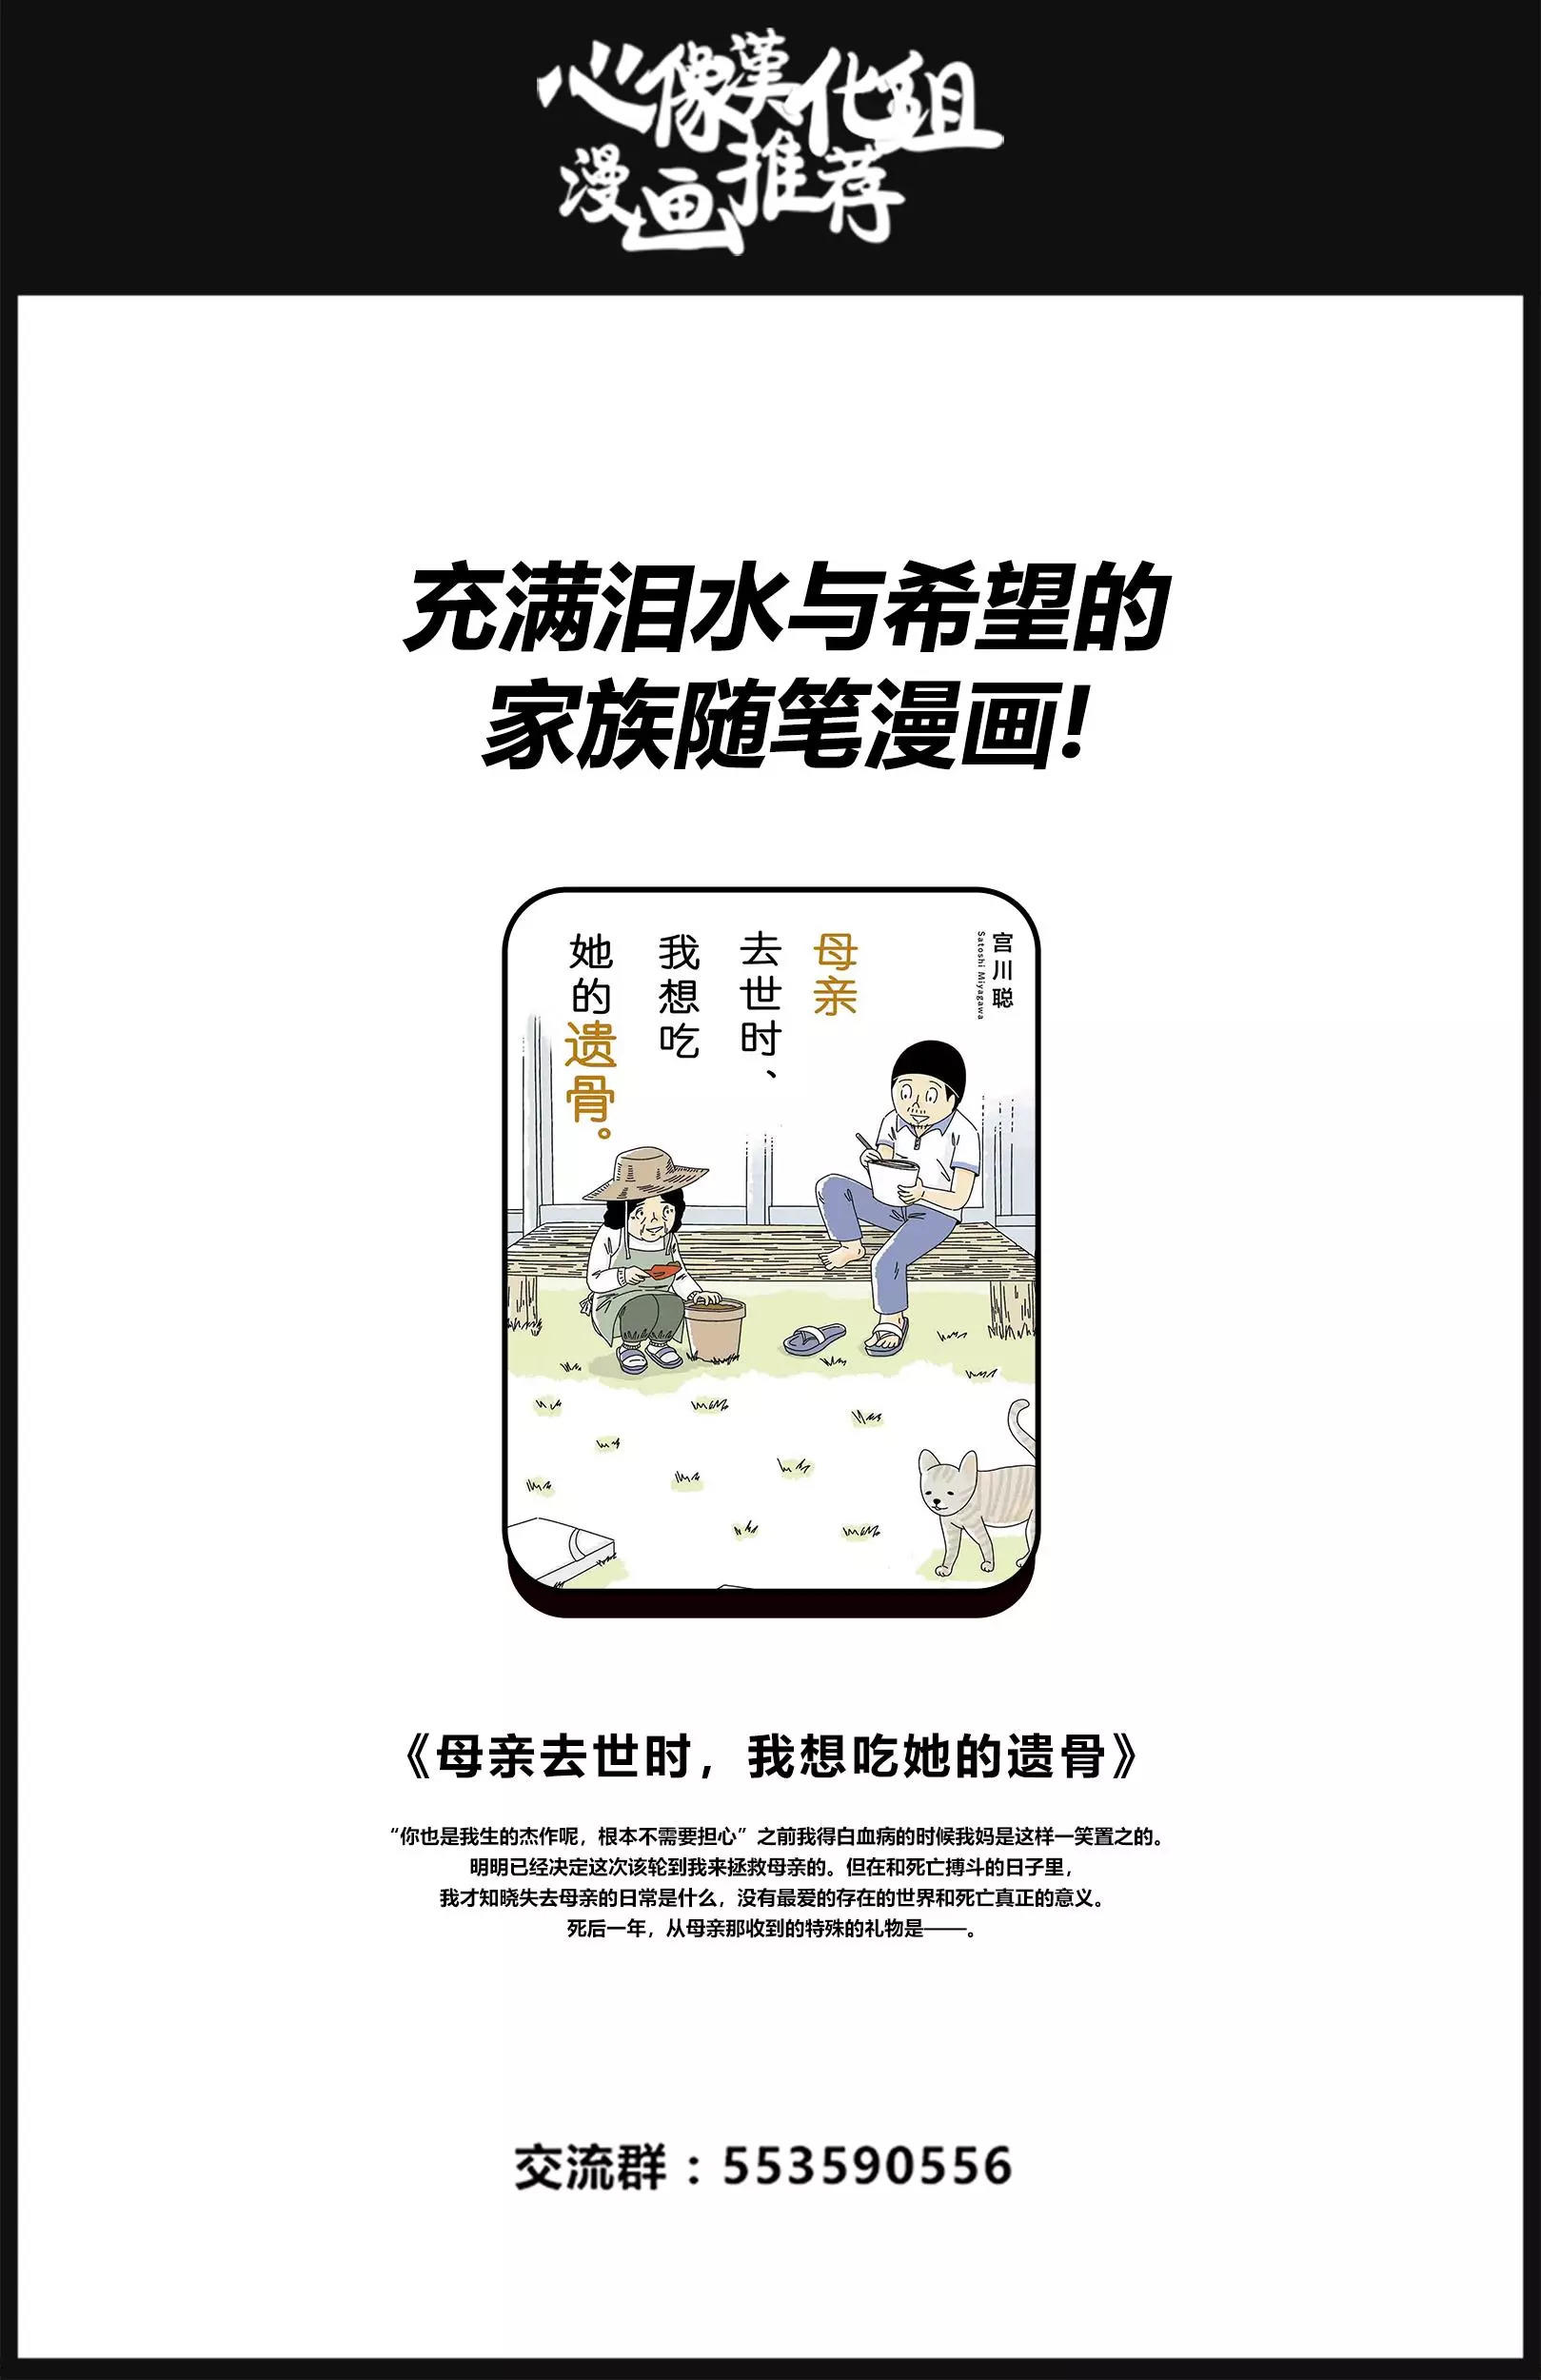 心像漢化组
漫画推荐
充满泪水与希望的
家族随笔漫画!
宫川聪
Satoshi Miyagawa
母亲
去世时、
我想吃
她的遗骨。
《母亲去世时，我想吃她的遗骨》
“你也是我生的杰作呢，根本不需要担心”之前我得白血病的时候我妈是这样一笑置之的。
明明已经决定这次该轮到我来拯救母亲的。但在和死亡搏斗的日子里，
我才知晓失去母亲的日常是什么，没有最爱的存在的世界和死亡真正的意义。
死后一年，从母亲那收到的特殊的礼物是——。
交流群：553590556